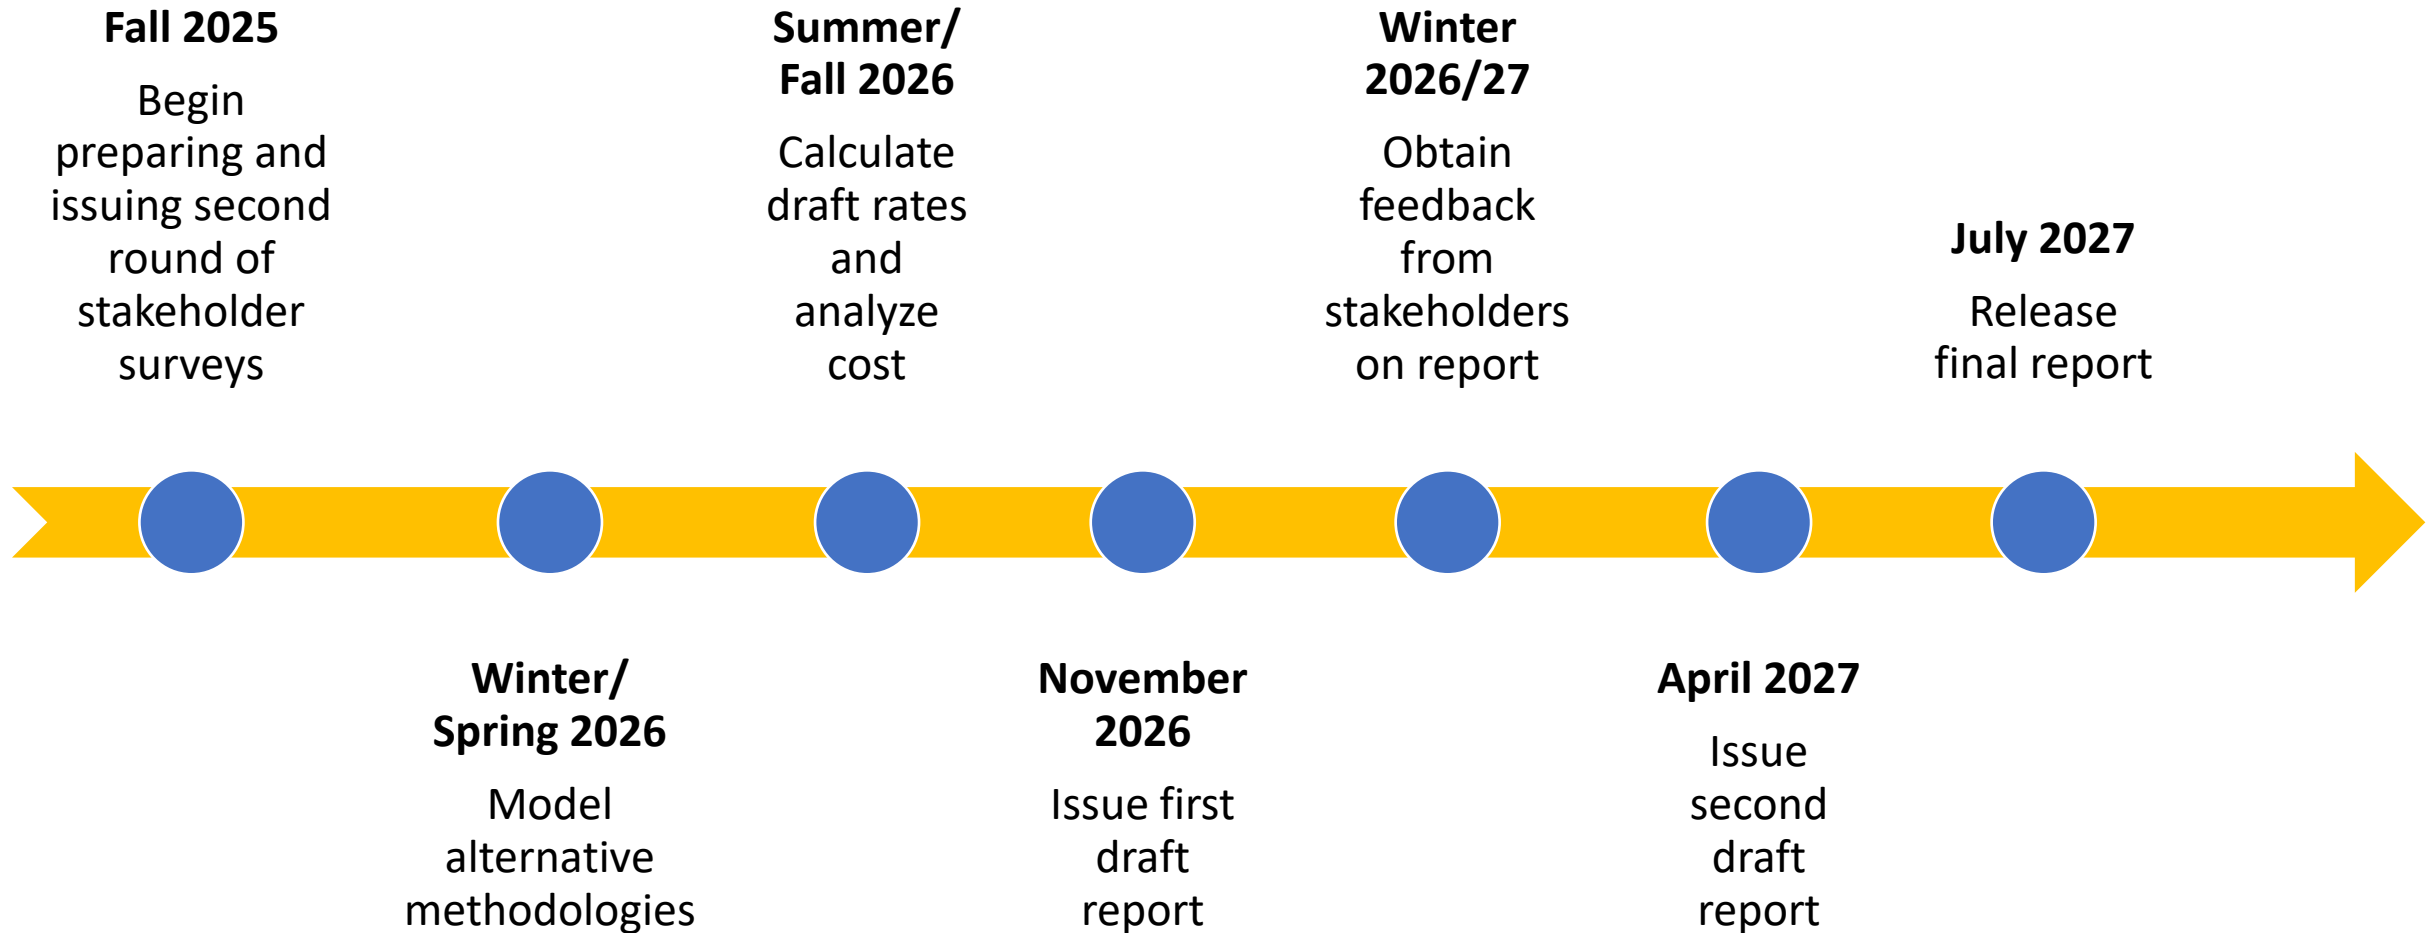 Fall 2025
Begin
preparing and
issuing second
round of
stakeholder
surveys
Winter/
Spring 2026
Model
alternative
methodologies
Summer/
Fall 2026
Calculate
draft rates
and
analyze
cost
November
2026
Issue first
draft
report
Winter
2026/27
Obtain
feedback
from
stakeholders
on report
April 2027
Issue
second
draft
report
July 2027
Release
final report